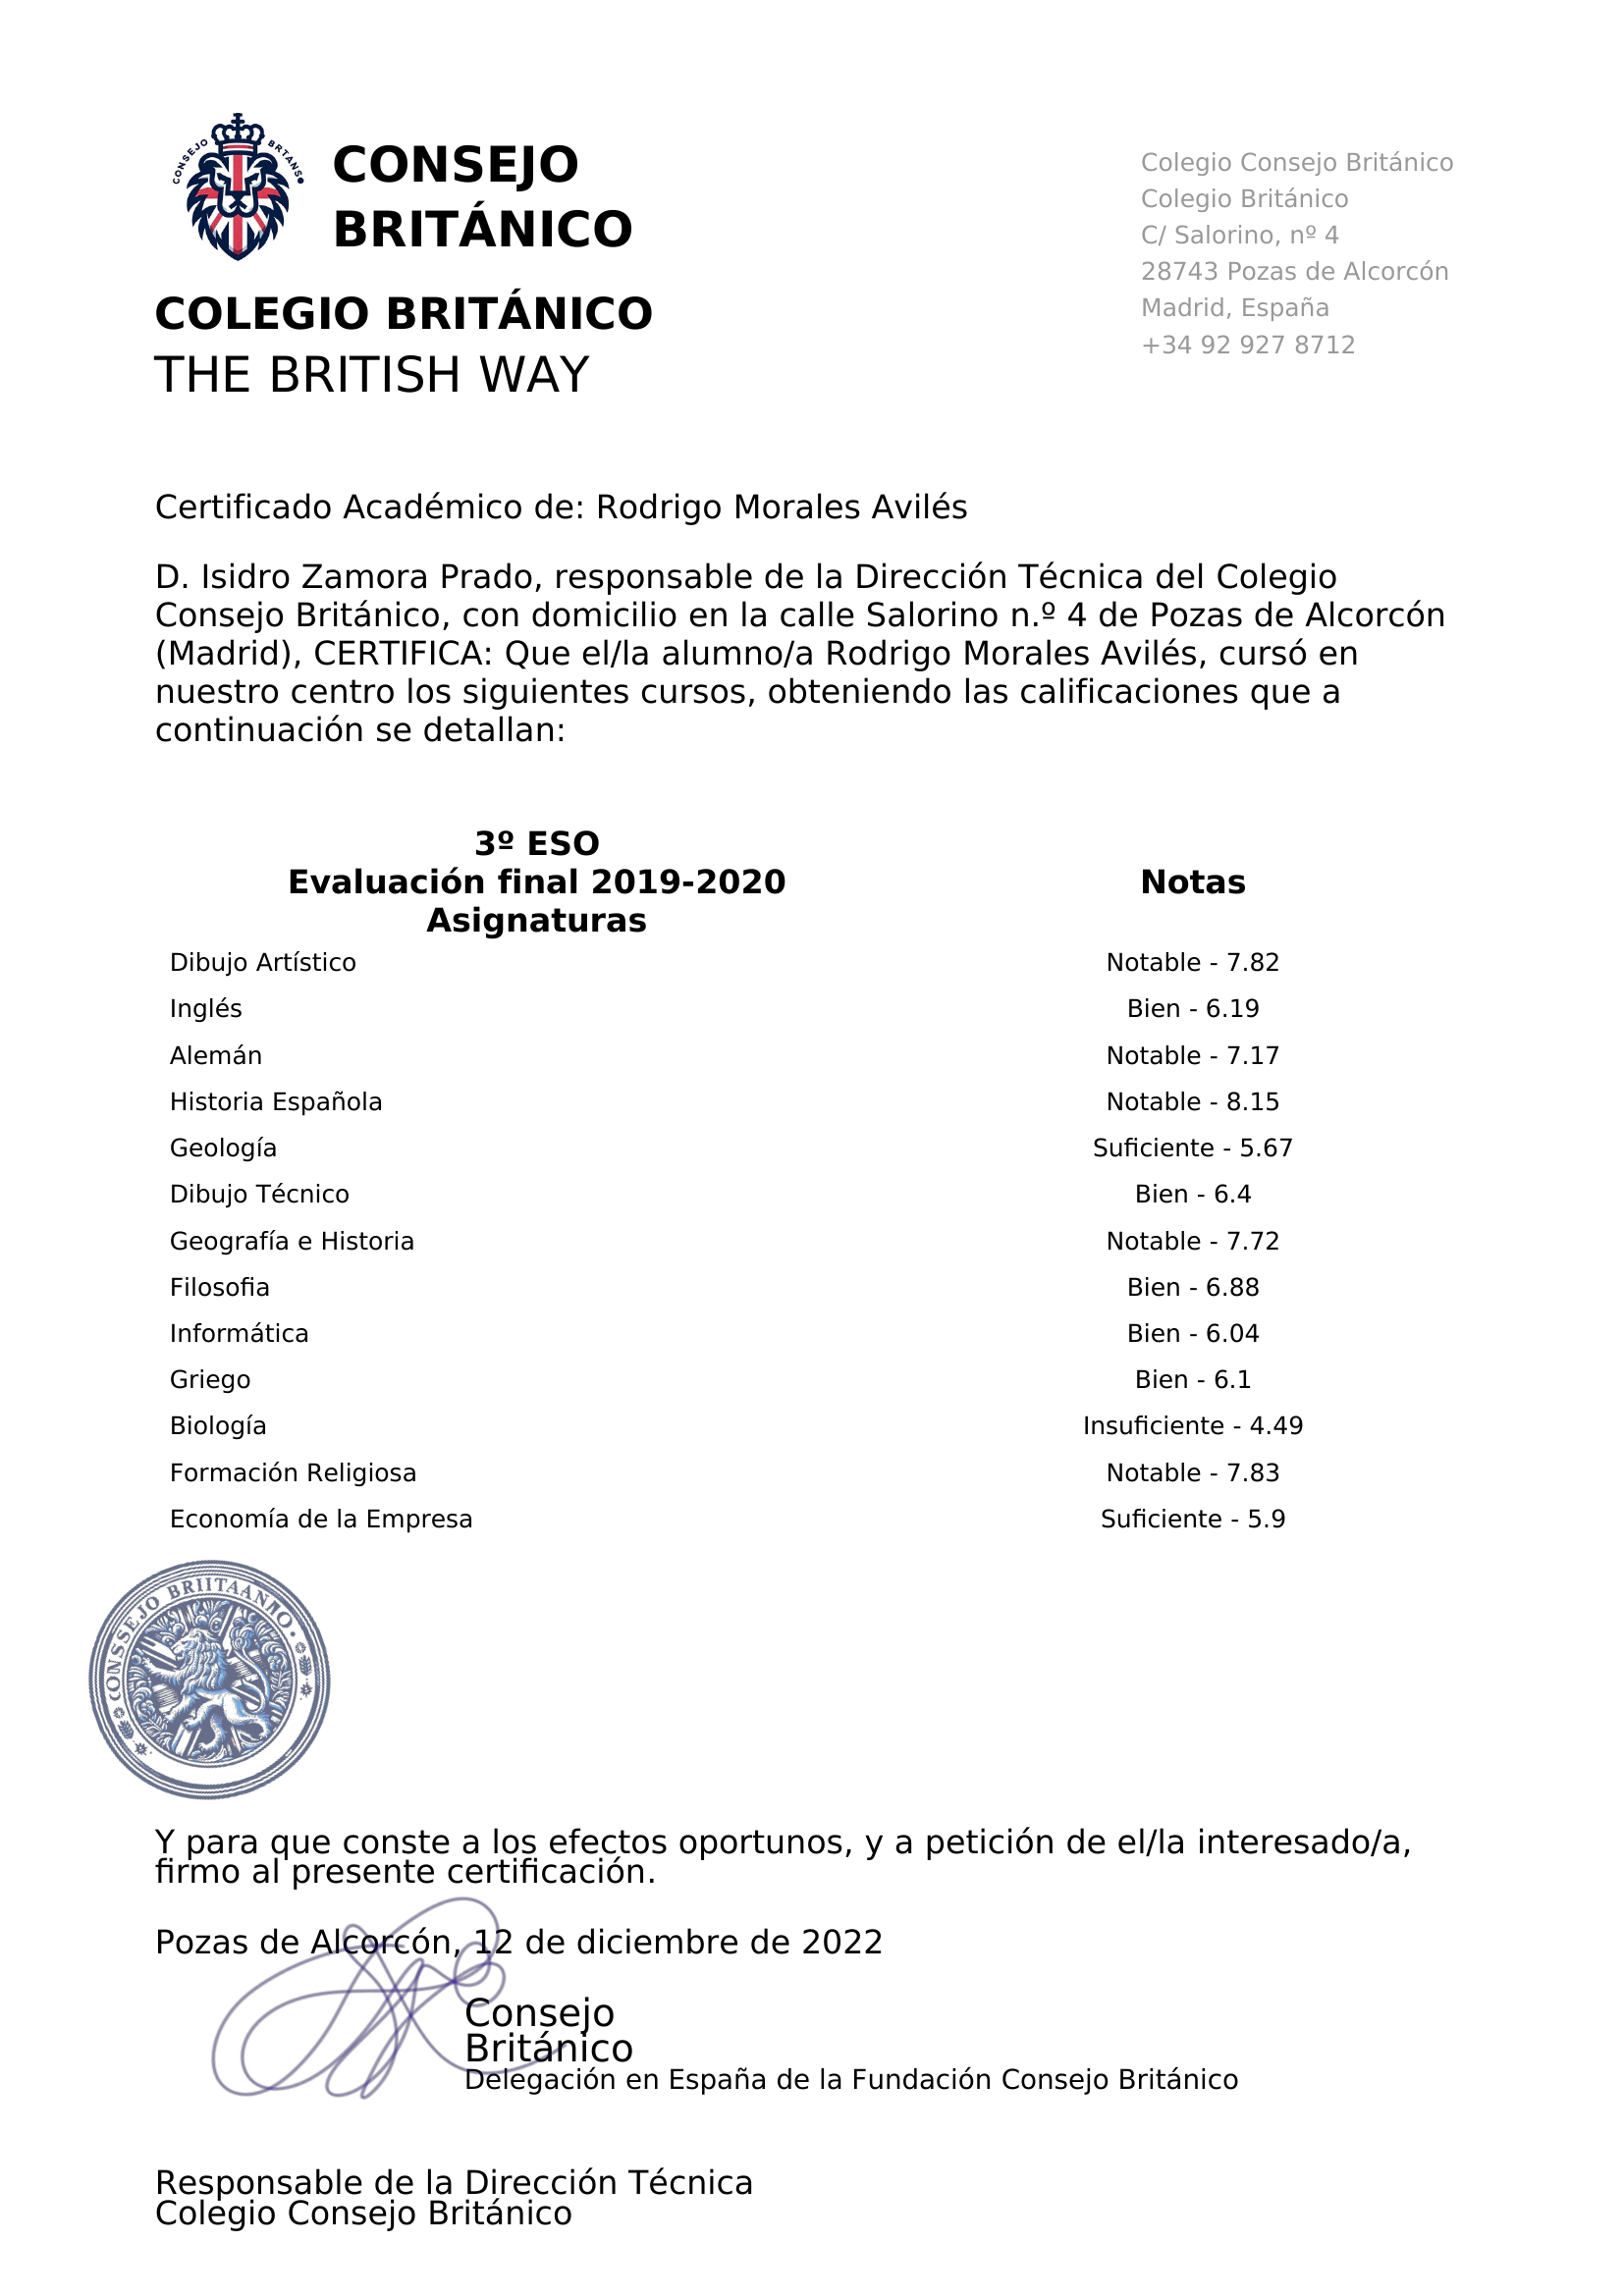 CONSEJO BRTANS
CONSEJO
BRITÁNICO
COLEGIO BRITÁNICO
THE BRITISH WAY
Colegio Consejo Británico
Colegio Británico
C/ Salorino, nº 4
28743 Pozas de Alcorcón
Madrid, España
+34 92 927 8712
Certificado Académico de: Rodrigo Morales Avilés
D. Isidro Zamora Prado, responsable de la Dirección Técnica del Colegio
Consejo Británico, con domicilio en la calle Salorino n.º 4 de Pozas de Alcorcón
(Madrid), CERTIFICA: Que el/la alumno/a Rodrigo Morales Avilés, cursó en
nuestro centro los siguientes cursos, obteniendo las calificaciones que a
continuación se detallan:
3º ESO
Evaluación final 2019-2020 Notas
Asignaturas
Dibujo Artístico Notable - 7.82
Inglés Bien - 6.19
Alemán Notable - 7.17
Historia Española Notable - 8.15
Geología Suficiente - 5.67
Dibujo Técnico Bien - 6.4
Geografía e Historia Notable - 7.72
Filosofia Bien - 6.88
Informática Bien - 6.04
Griego Bien - 6.1
Biología Insuficiente - 4.49
Formación Religiosa Notable - 7.83
Economía de la Empresa Suficiente - 5.9
CONSSEJO BRIITAANNO
Y para que conste a los efectos oportunos, y a petición de el/la interesado/a,
firmo al presente certificación.
Pozas de Alcorcón, 12 de diciembre de 2022
Consejo
Británico
Delegación en España de la Fundación Consejo Británico
Responsable de la Dirección Técnica
Colegio Consejo Británico